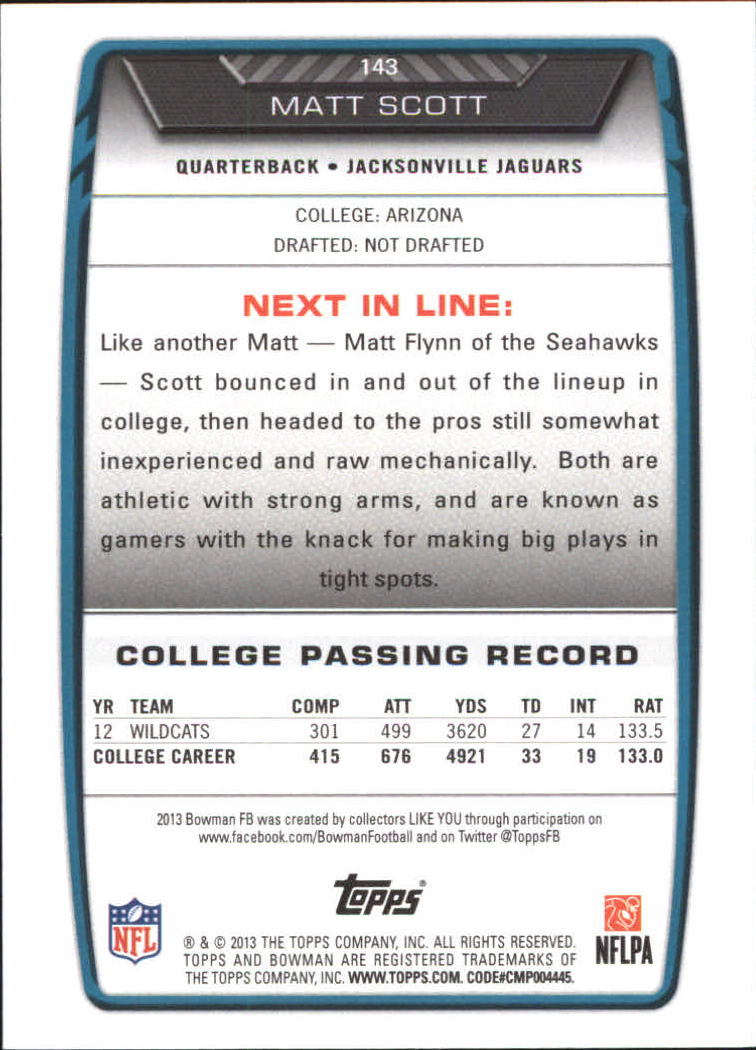 143
MATT SCOTT
QUARTERBACK • JACKSONVILLE JAGUARS
COLLEGE: ARIZONA
DRAFTED: NOT DRAFTED
NEXT IN LINE:
Like another Matt — Matt Flynn of the Seahawks
— Scott bounced in and out of the lineup in
college, then headed to the pros still somewhat
inexperienced and raw mechanically. Both are
athletic with strong arms, and are known as
gamers with the knack for making big plays in
tight spots.
COLLEGE PASSING RECORD
YR TEAM COMP ATT YDS TD INT RAT
12 WILDCATS 301 499 3620 27 14 133.5
COLLEGE CAREER 415 676 4921 33 19 133.0
2013 Bowman FB was created by collectors LIKE YOU through participation on
www.facebook.com/BowmanFootball and on Twitter @ToppsFB
topps®
NFL
NFLPA
® & © 2013 THE TOPPS COMPANY, INC. ALL RIGHTS RESERVED.
TOPPS AND BOWMAN ARE REGISTERED TRADEMARKS OF
THE TOPPS COMPANY, INC. WWW.TOPPS.COM. CODE#CMP004445.